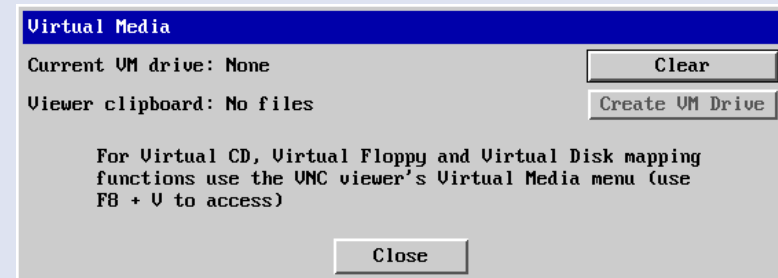 Virtual Media
Current VM drive: None
Clear
Viewer clipboard: No files
Create VM Drive
For Virtual CD, Virtual Floppy and Virtual Disk mapping
functions use the VNC viewer's Virtual Media menu (use
F8 + V to access)
Close